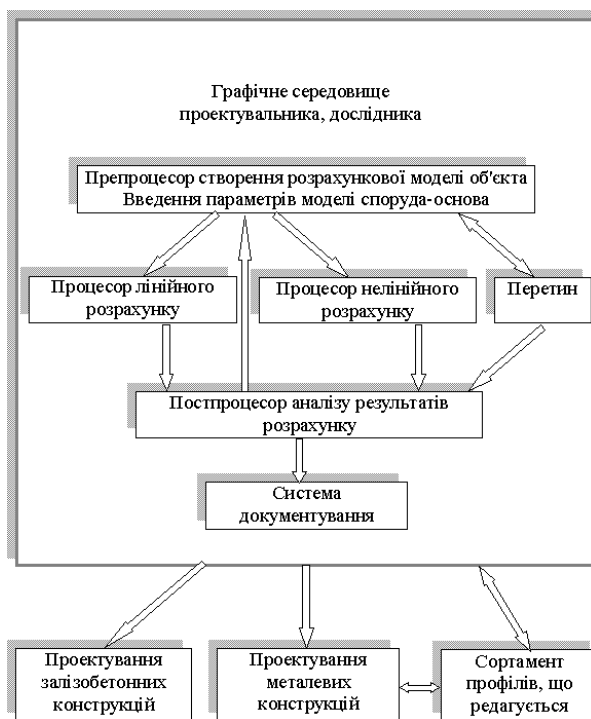 Графічне середовище
проектувальника, дослідника
Препроцесор створення розрахункової моделі об'єкта
Введення параметрів моделі споруда-основа
Процесор лінійного
розрахунку
Процесор нелінійного
розрахунку
Перетин
Постпроцесор аналізу результатів
розрахунку
Система
документування
Проектування
залізобетонних
конструкцій
Проектування
металевих
конструкцій
Сортамент
профілів, що
редагується